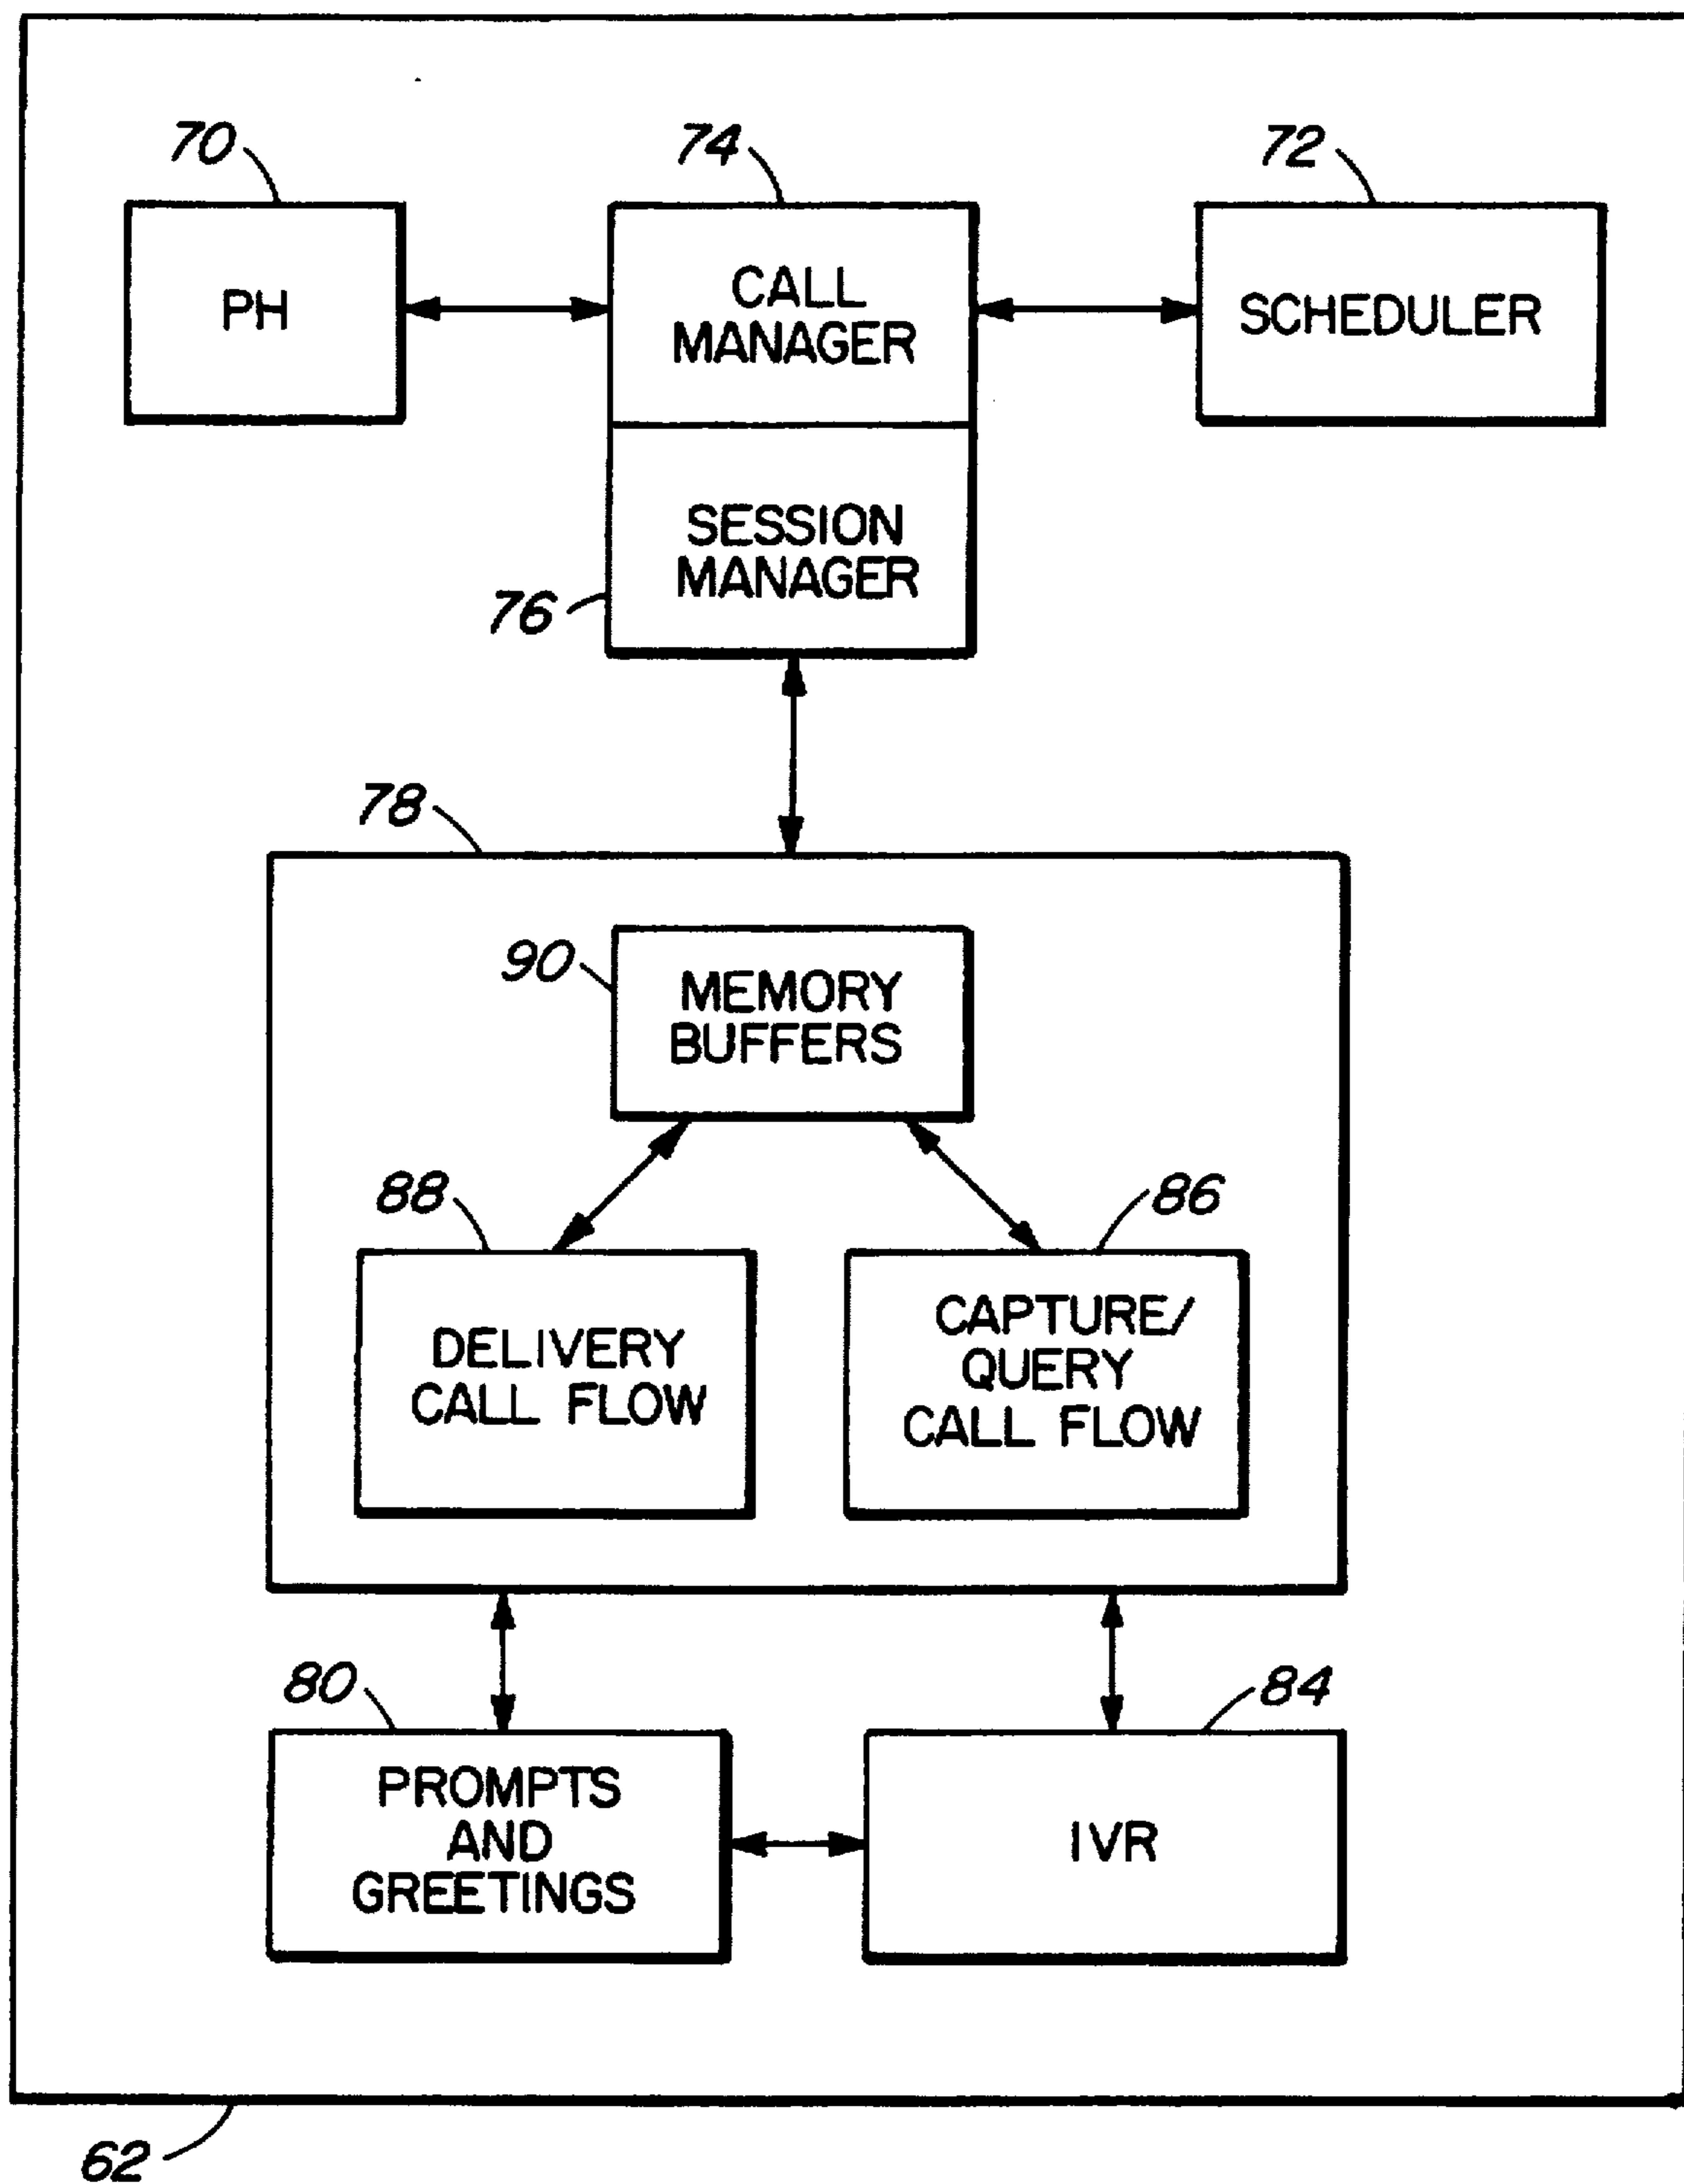 70
74
72
PH
CALL
MANAGER
SCHEDULER
SESSION
MANAGER
76
78
90
MEMORY
BUFFERS
88
86
DELIVERY
CALL FLOW
CAPTURE/
QUERY
CALL FLOW
80
84
PROMPTS
AND
GREETINGS
IVR
62